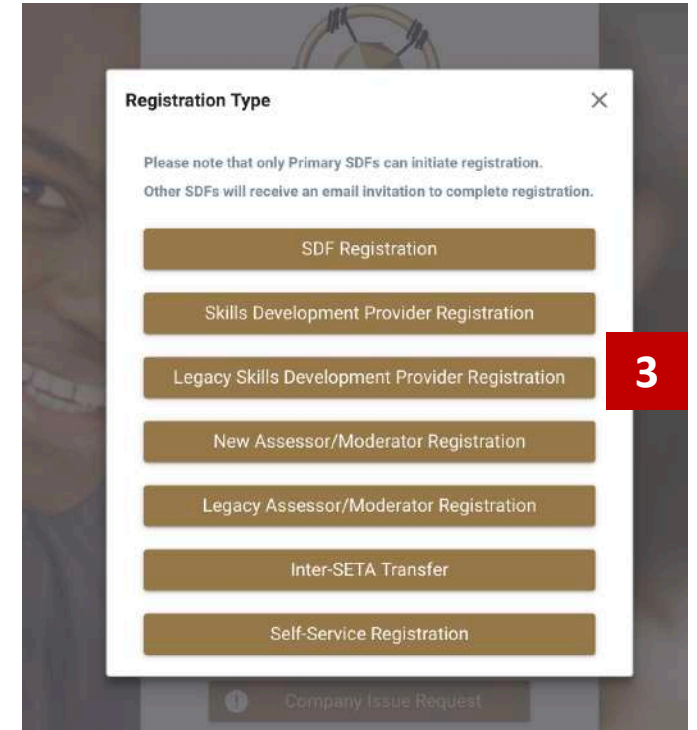 Registration Type
Please note that only Primary SDFs can initiate registration.
Other SDFs will receive an email invitation to complete registration.
SDF Registration
Skills Development Provider Registration
Legacy Skills Development Provider Registration
3
New Assessor/Moderator Registration
Legacy Assessor/Moderator Registration
Inter-SETA Transfer
Self-Service Registration
Company Issue Request